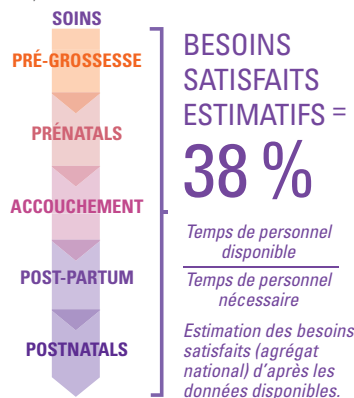 SOINS
PRÉ-GROSSESSE
PRÉNATALS
ACCOUCHEMENT
POST-PARTUM
POSTNATALS
BESOINS
SATISFAITS
ESTIMATIFS =
38 %
Temps de personnel
disponible
Temps de personnel
nécessaire
Estimation des besoins
satisfaits (agrégat
national) d’après les
données disponibles.